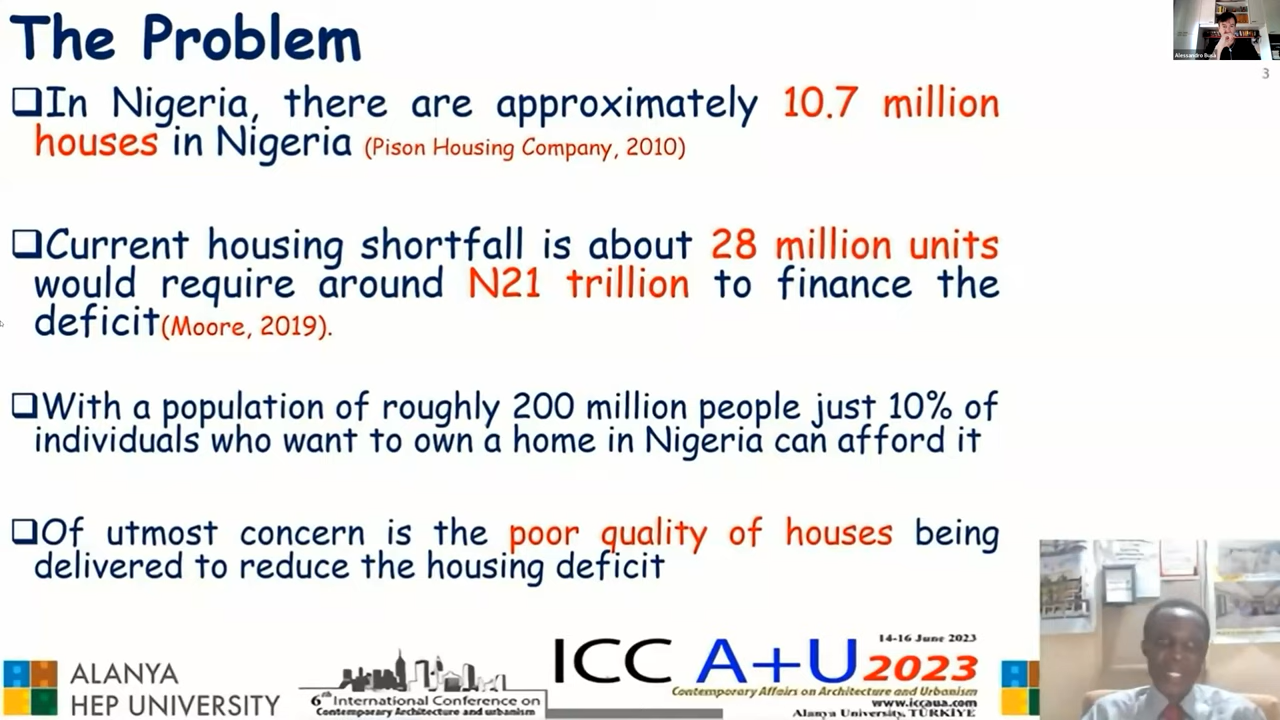 The Problem
Alessandro Busà
3
❑In Nigeria, there are approximately 10.7 million
houses in Nigeria (Pison Housing Company, 2010)
❑Current housing shortfall is about 28 million units
would require around N21 trillion to finance the
deficit(Moore, 2019).
❑With a population of roughly 200 million people just 10% of
individuals who want to own a home in Nigeria can afford it
❑Of utmost concern is the poor quality of houses being
delivered to reduce the housing deficit
ALANYA
HEP UNIVERSITY
6th International Conference on
Contemporary Architecture and urbanism
14-16 June 2023
ICC A+U 2023
Contemporary Affairs on Architecture and Urbanism
www.iccaua.com
Alanya University, TÜRKİYE